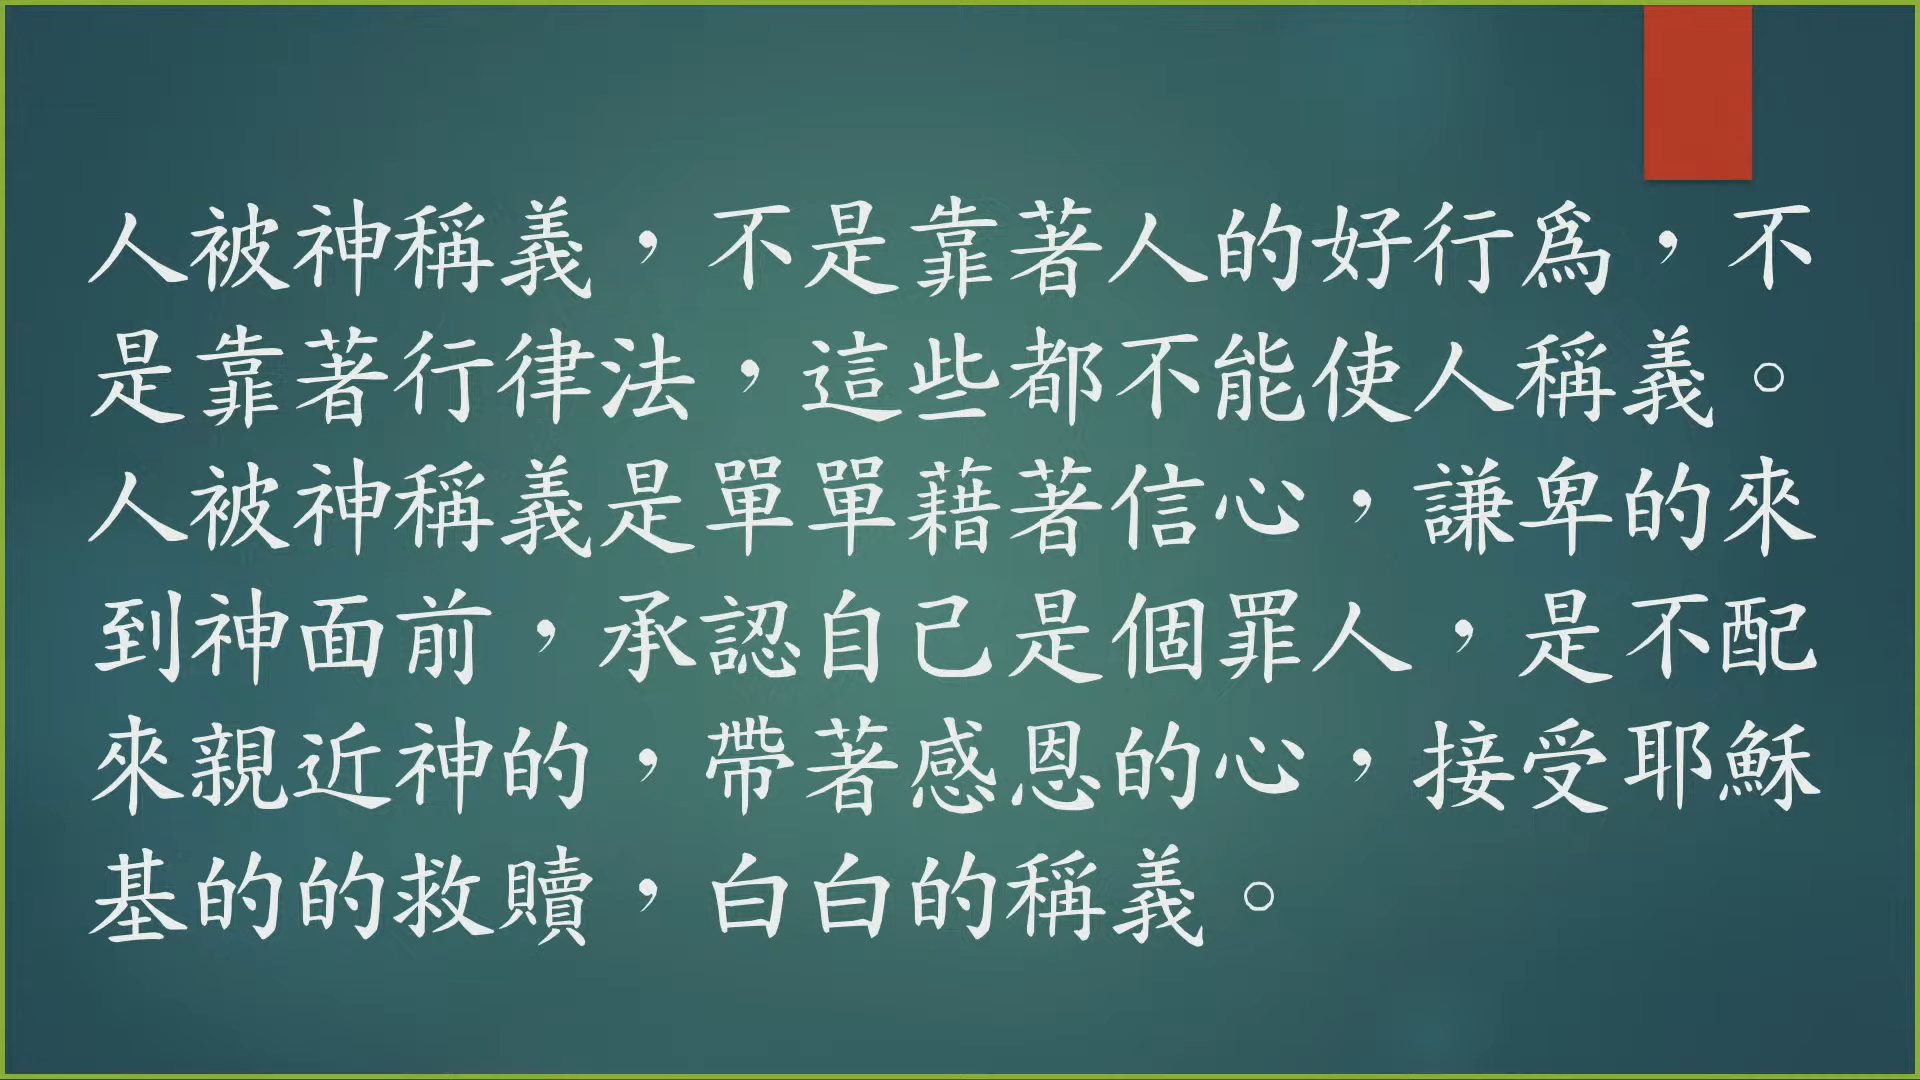 人被神稱義，不是靠著人的好行爲，不
是靠著行律法，這些都不能使人稱義。
人被神稱義是單單藉著信心，謙卑的來
到神面前，承認自己是個罪人，是不配
來親近神的，帶著感恩的心，接受耶穌
基的的救贖，白白的稱義。